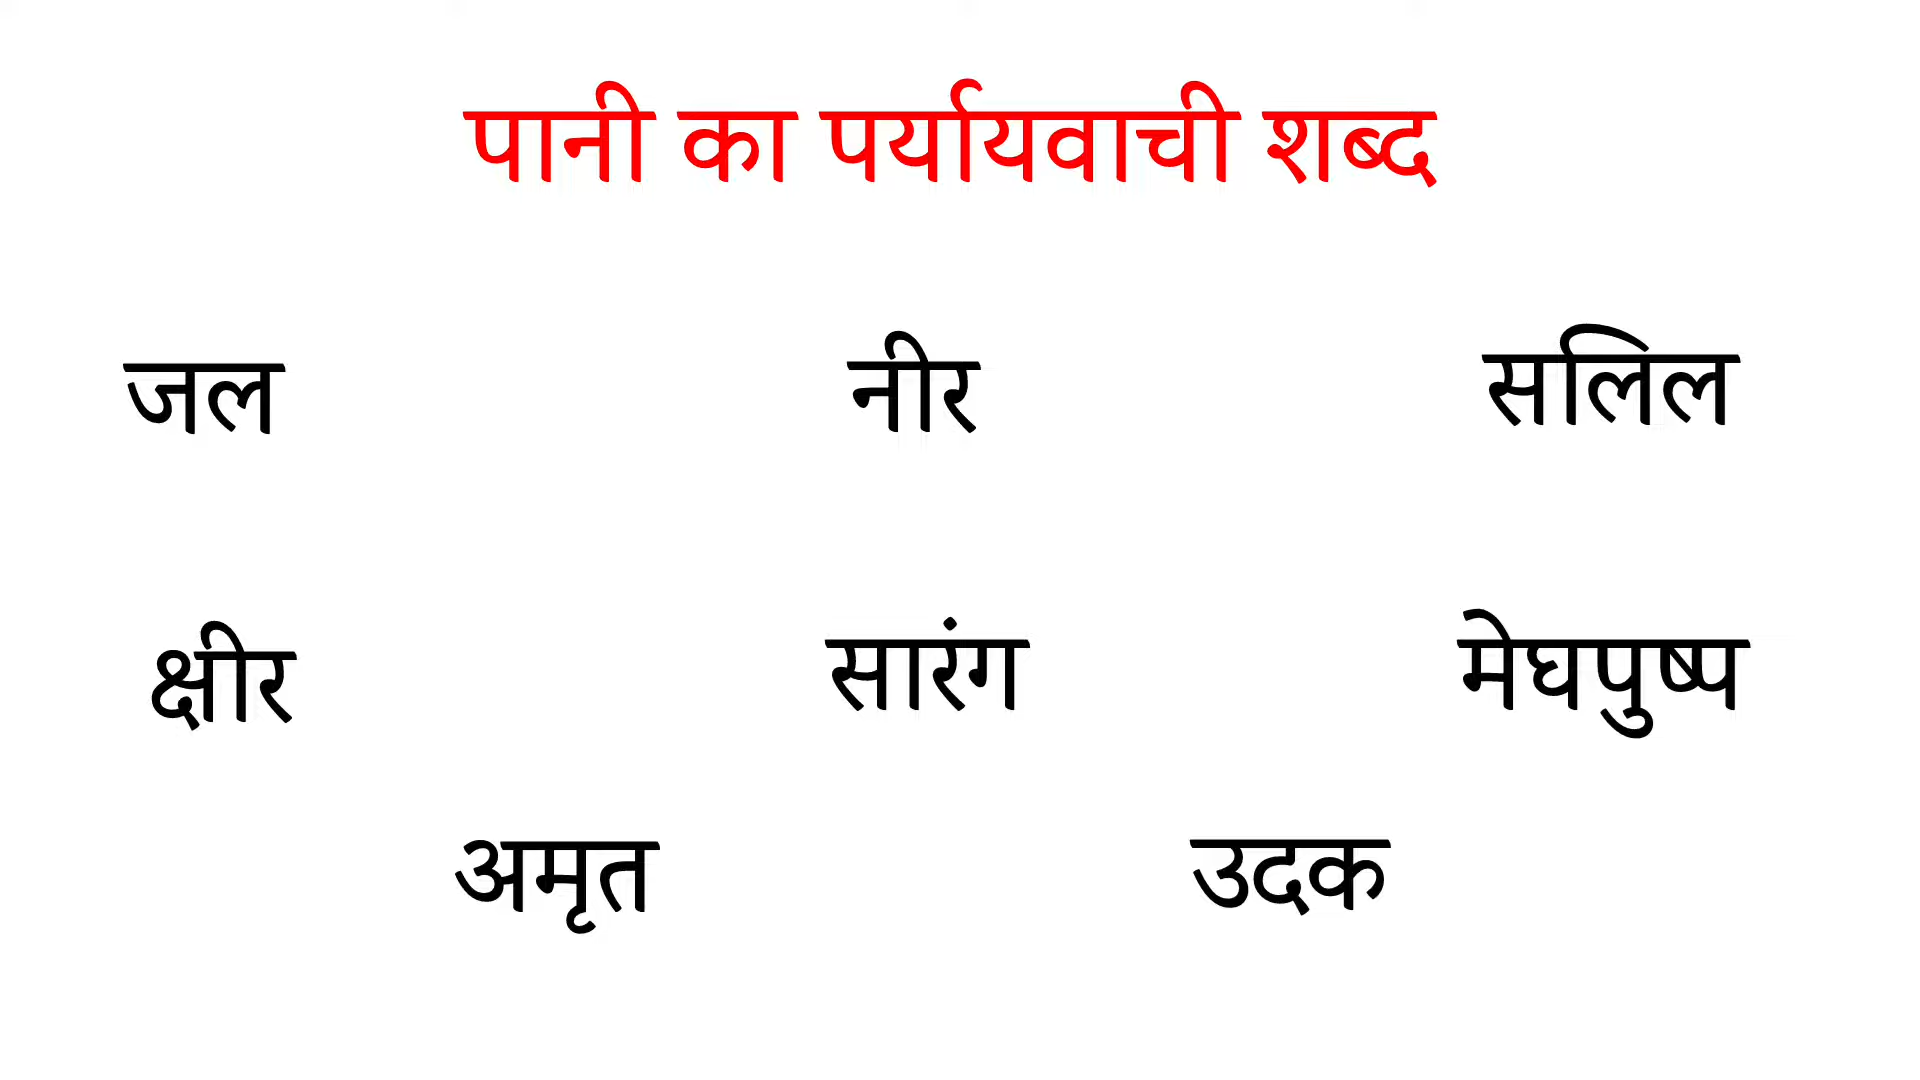 पानी का पर्यायवाची शब्द
जल नीर सलिल
क्षीर सारंग मेघपुष्प
अमृत उदक